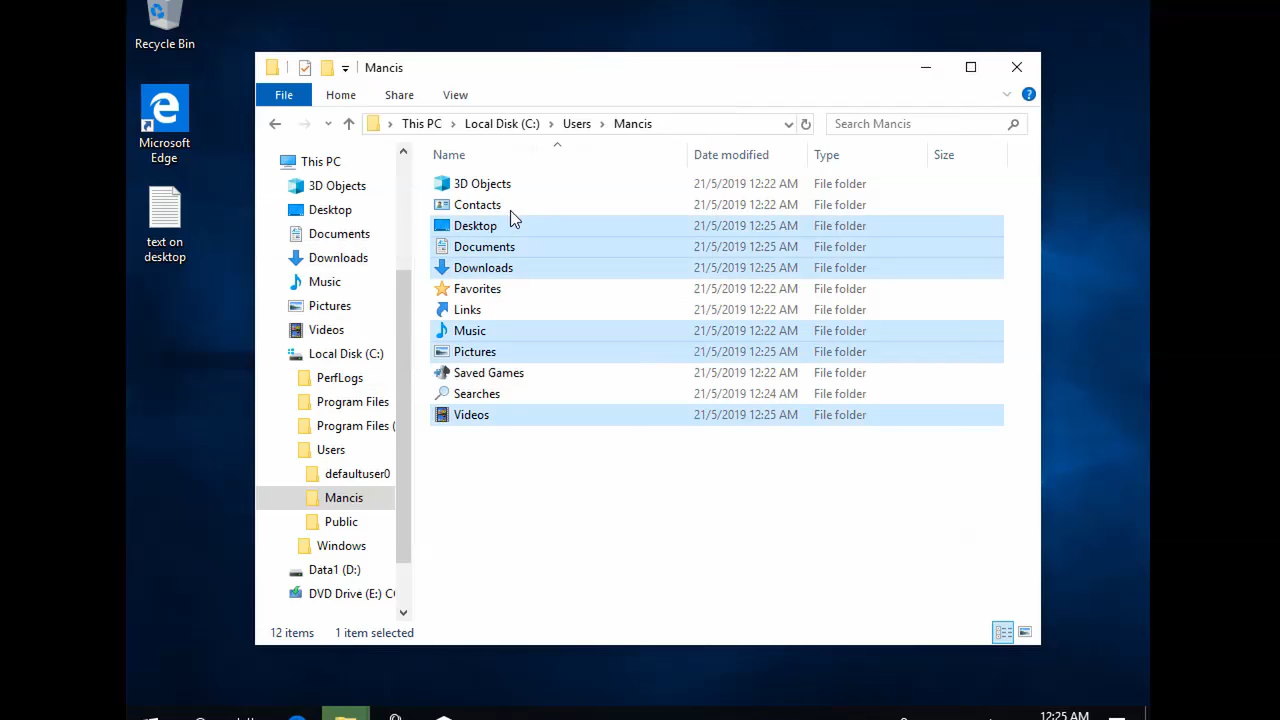 Recycle Bin
Microsoft
Edge
text on
desktop
Mancis
File Home Share View
This PC Local Disk (C:) Users Mancis
Search Mancis
This PC
3D Objects
Desktop
Documents
Downloads
Music
Pictures
Videos
Local Disk (C:)
PerfLogs
Program Files
Program Files (
Users
defaultuser0
Mancis
Public
Windows
Data1 (D:)
DVD Drive (E:) C
Name Date modified Type Size
3D Objects 21/5/2019 12:22 AM File folder
Contacts 21/5/2019 12:22 AM File folder
Desktop 21/5/2019 12:25 AM File folder
Documents 21/5/2019 12:25 AM File folder
Downloads 21/5/2019 12:25 AM File folder
Favorites 21/5/2019 12:22 AM File folder
Links 21/5/2019 12:22 AM File folder
Music 21/5/2019 12:22 AM File folder
Pictures 21/5/2019 12:25 AM File folder
Saved Games 21/5/2019 12:22 AM File folder
Searches 21/5/2019 12:24 AM File folder
Videos 21/5/2019 12:25 AM File folder
12 items 1 item selected
12:25 AM